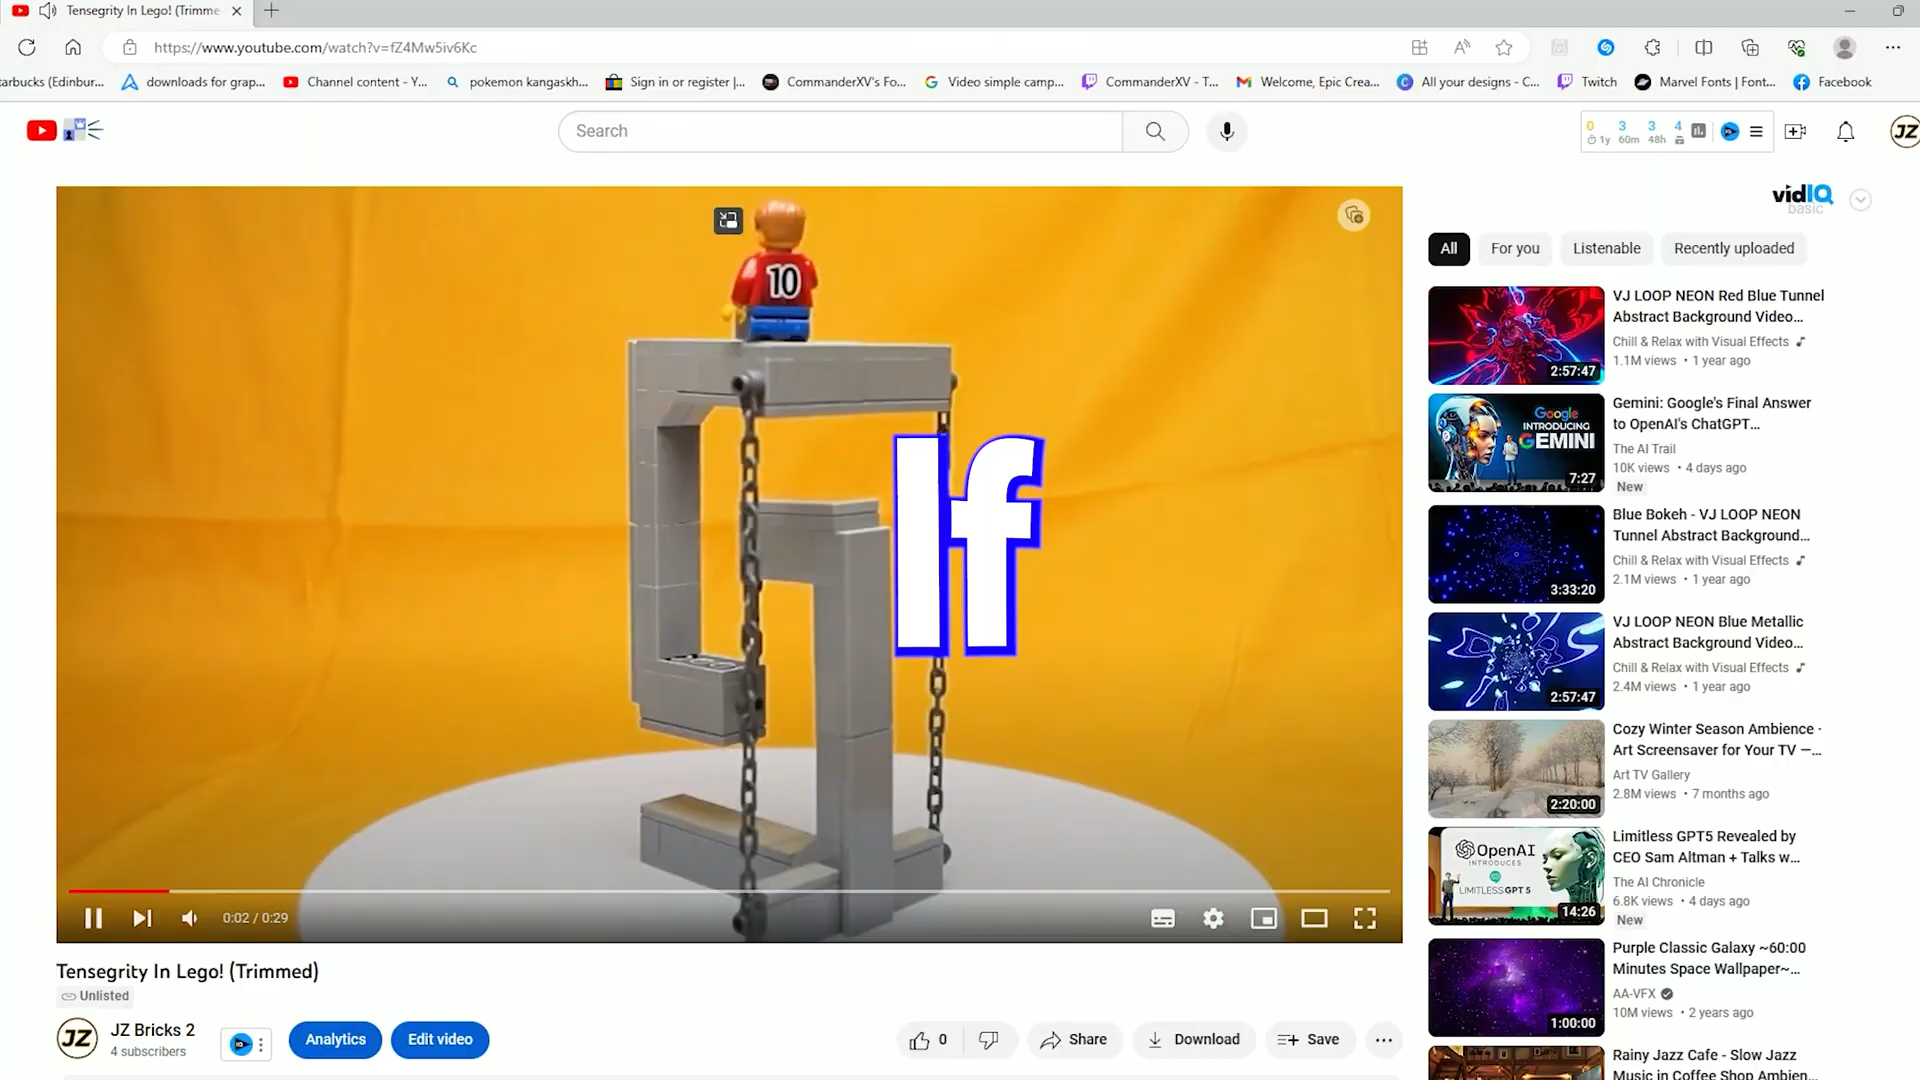 Tensegrity In Lego! (Trimme
https://www.youtube.com/watch?v=fZ4Mw5iv6Kc
tarbucks (Edinbur...
downloads for grap...
Channel content - Y...
pokemon kangaskh...
Sign in or register |...
CommanderXV's Fo...
Video simple camp...
CommanderXV - T...
Welcome, Epic Crea...
All your designs - C...
Twitch
Marvel Fonts | Font...
Facebook
Search
0 3 3 4
1y 60m 48h
JZ
10
If
0:02 / 0:29
vidIQ
basic
All
For you
Listenable
Recently uploaded
VJ LOOP NEON Red Blue Tunnel
Abstract Background Video...
Chill & Relax with Visual Effects
1.1M views • 1 year ago
2:57:47
Google
INTRODUCING
GEMINI
7:27
Gemini: Google's Final Answer
to OpenAI's ChatGPT...
The AI Trail
10K views • 4 days ago
New
Blue Bokeh - VJ LOOP NEON
Tunnel Abstract Background...
Chill & Relax with Visual Effects
2.1M views • 1 year ago
3:33:20
VJ LOOP NEON Blue Metallic
Abstract Background Video...
Chill & Relax with Visual Effects
2.4M views • 1 year ago
2:57:47
Cozy Winter Season Ambience ·
Art Screensaver for Your TV —...
Art TV Gallery
2.8M views • 7 months ago
2:20:00
OpenAI
INTRODUCES
LIMITLESS GPT 5
14:26
Limitless GPT5 Revealed by
CEO Sam Altman + Talks w...
The AI Chronicle
6.8K views • 4 days ago
New
Purple Classic Galaxy ~60:00
Minutes Space Wallpaper~...
AA-VFX
10M views • 2 years ago
1:00:00
Rainy Jazz Cafe - Slow Jazz
Music in Coffee Shop Ambien...
Tensegrity In Lego! (Trimmed)
Unlisted
JZ
JZ Bricks 2
4 subscribers
Analytics
Edit video
0
Share
Download
Save